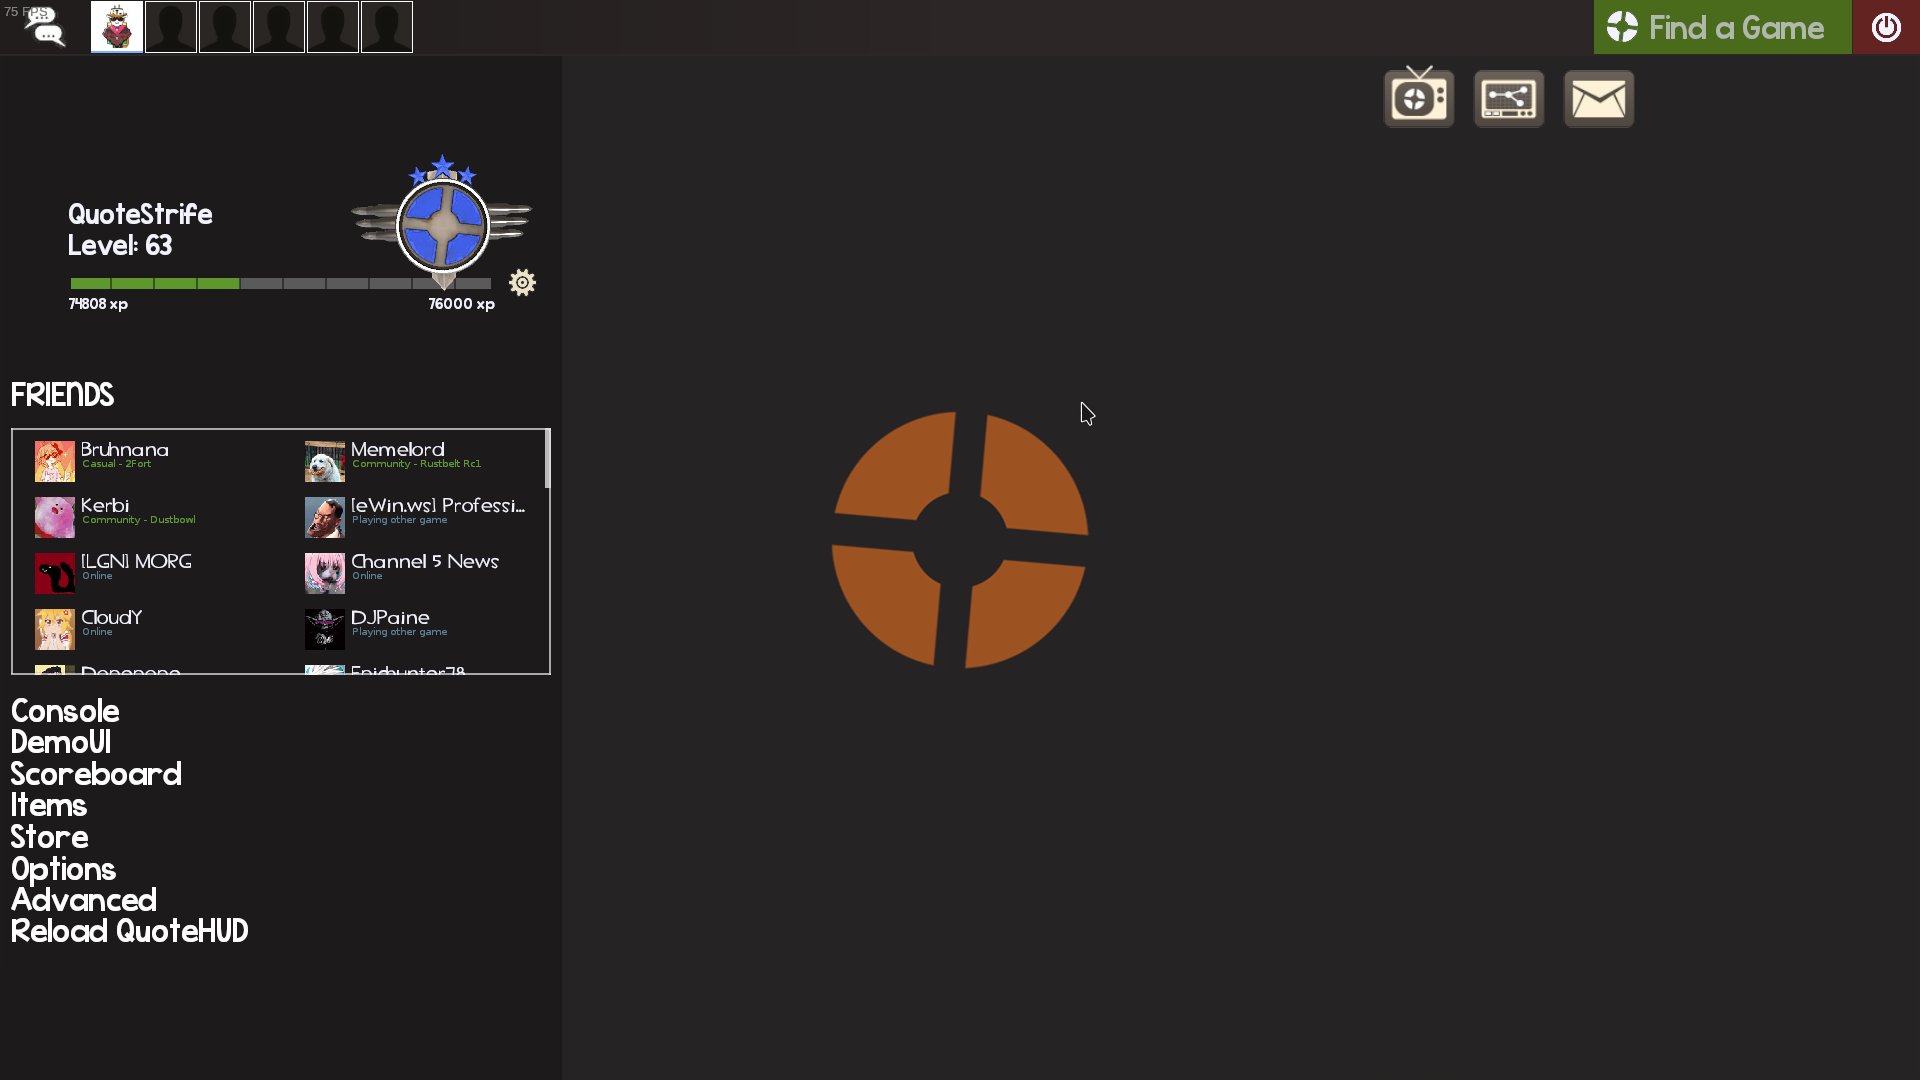 75 FPS
Find a Game
QuoteStrife
Level: 63
74808 xp
76000 xp
FRIENDS
Bruhnana
Casual - 2Fort
Memelord
Community - Rustbelt Rc1
Kerbi
Community - Dustbowl
[eWin.ws] Professi...
Playing other game
[LGN] MORG
Online
Channel 5 News
Online
CloudY
Online
DJPaine
Playing other game
Console
DemoUI
Scoreboard
Items
Store
Options
Advanced
Reload QuoteHUD